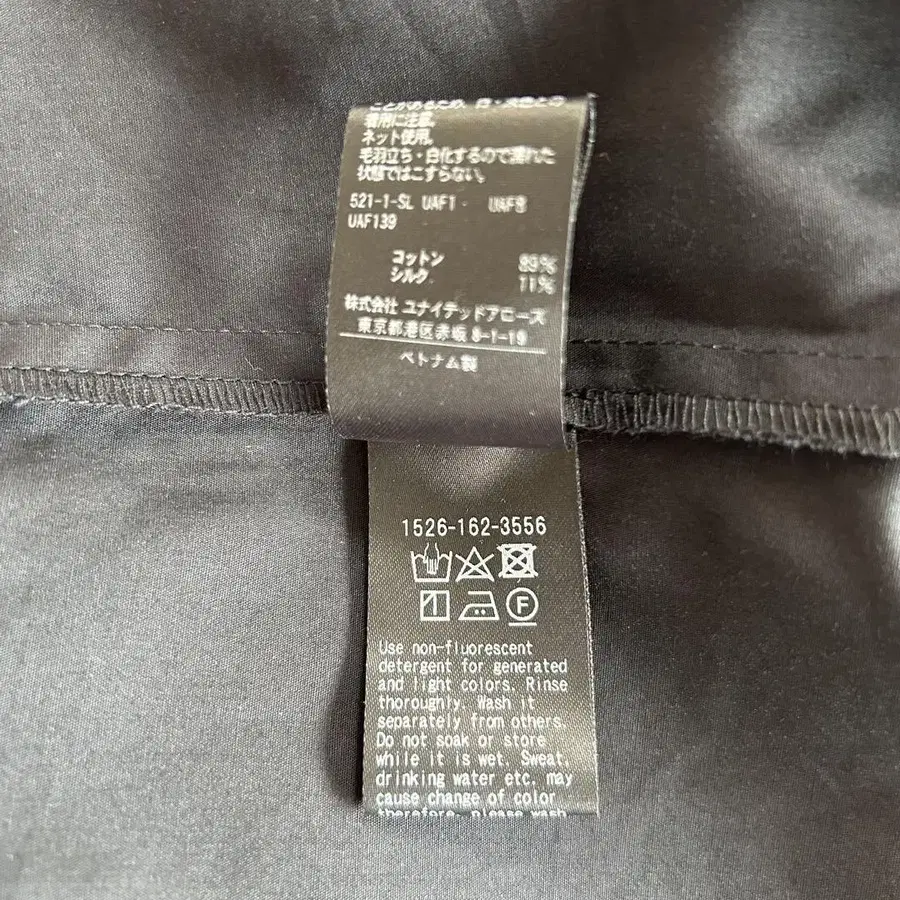 着用に注意。
ネット使用。
毛羽立ち・白化するので濡れた
状態ではこすらない。
521-1-SL UAF1
UAF139
コットン 89%
シルク 11%
株式会社 ユナイテッドアローズ
東京都港区赤坂 8-1-19
ベトナム製
1526-162-3556
F
Use non-fluorescent
detergent for generated
and light colors. Rinse
thoroughly. Wash it
separately from others.
Do not soak or store
while it is wet. Sweat,
drinking water etc. may
cause change of color
therefore, please wash